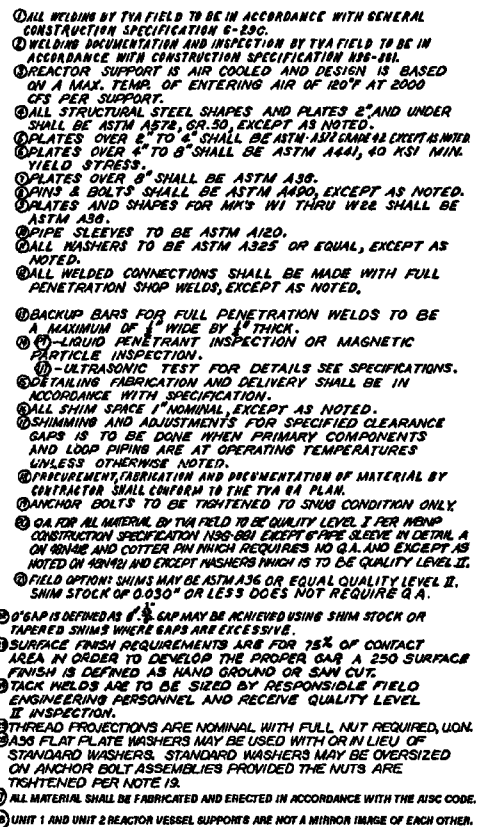 ①ALL WELDING BY TVA FIELD TO BE IN ACCORDANCE WITH GENERAL
CONSTRUCTION SPECIFICATION G-29C.
②WELDING DOCUMENTATION AND INSPECTION BY TVA FIELD TO BE IN
ACCORDANCE WITH CONSTRUCTION SPECIFICATION N3G-881.
③REACTOR SUPPORT IS AIR COOLED AND DESIGN IS BASED
ON A MAX. TEMP. OF ENTERING AIR OF 120°F AT 2000
CFS PER SUPPORT.
④ALL STRUCTURAL STEEL SHAPES AND PLATES 2" AND UNDER
SHALL BE ASTM A572, GR.50, EXCEPT AS NOTED.
⑤PLATES OVER 2" TO 4" SHALL BE ASTM-A572 GRADE 42 EXCEPT AS NOTED.
⑥PLATES OVER 4" TO 8" SHALL BE ASTM A441, 40 KSI MIN.
YIELD STRESS.
⑦PLATES OVER 8" SHALL BE ASTM A36.
⑧PINS & BOLTS SHALL BE ASTM A490, EXCEPT AS NOTED.
⑨PLATES AND SHAPES FOR MK'S W1 THRU W22 SHALL BE
ASTM A36.
⑩PIPE SLEEVES TO BE ASTM A120.
⑪ALL WASHERS TO BE ASTM A325 OR EQUAL, EXCEPT AS
NOTED.
⑫ALL WELDED CONNECTIONS SHALL BE MADE WITH FULL
PENETRATION SHOP WELDS, EXCEPT AS NOTED.
⑬BACKUP BARS FOR FULL PENETRATION WELDS TO BE
A MAXIMUM OF WIDE BY THICK.
⑭ (PT)-LIQUID PENETRANT INSPECTION OR MAGNETIC
PARTICLE INSPECTION.
(UT)-ULTRASONIC TEST FOR DETAILS SEE SPECIFICATIONS.
⑮DETAILING FABRICATION AND DELIVERY SHALL BE IN
ACCORDANCE WITH SPECIFICATION.
⑯ALL SHIM SPACE 1" NOMINAL, EXCEPT AS NOTED.
⑰SHIMMING AND ADJUSTMENTS FOR SPECIFIED CLEARANCE
GAPS IS TO BE DONE WHEN PRIMARY COMPONENTS
AND LOOP PIPING ARE AT OPERATING TEMPERATURES
UNLESS OTHERWISE NOTED.
⑱PROCUREMENT, FABRICATION AND DOCUMENTATION OF MATERIAL BY
CONTRACTOR SHALL CONFORM TO THE TVA QA PLAN.
⑲ANCHOR BOLTS TO BE TIGHTENED TO SNUG CONDITION ONLY.
⑳ Q.A. FOR ALL MATERIAL BY TVA FIELD TO BE QUALITY LEVEL I PER WBNP
CONSTRUCTION SPECIFICATION N3G-881 EXCEPT 6" PIPE SLEEVE IN DETAIL A
ON 48N421 AND COTTER PIN WHICH REQUIRES NO Q.A. AND EXCEPT AS
NOTED ON 48N421 AND EXCEPT WASHERS WHICH IS TO BE QUALITY LEVEL II.
㉑FIELD OPTION: SHIMS MAY BE ASTM A36 OR EQUAL QUALITY LEVEL II.
SHIM STOCK OF 0.030" OR LESS DOES NOT REQUIRE Q.A.
0" GAP IS DEFINED AS GAP MAY BE ACHIEVED USING SHIM STOCK OR
TAPERED SHIMS WHERE GAPS ARE EXCESSIVE.
SURFACE FINISH REQUIREMENTS ARE FOR 75% OF CONTACT
AREA IN ORDER TO DEVELOP THE PROPER GAP. A 250 SURFACE
FINISH IS DEFINED AS HAND GROUND OR SAW CUT.
TACK WELDS ARE TO BE SIZED BY RESPONSIBLE FIELD
ENGINEERING PERSONNEL AND RECEIVE QUALITY LEVEL
II INSPECTION.
THREAD PROJECTIONS ARE NOMINAL WITH FULL NUT REQUIRED, U.O.N.
A36 FLAT PLATE WASHERS MAY BE USED WITH OR IN LIEU OF
STANDARD WASHERS. STANDARD WASHERS MAY BE OVERSIZED
ON ANCHOR BOLT ASSEMBLIES PROVIDED THE NUTS ARE
TIGHTENED PER NOTE 19.
ALL MATERIAL SHALL BE FABRICATED AND ERECTED IN ACCORDANCE WITH THE AISC CODE.
UNIT 1 AND UNIT 2 REACTOR VESSEL SUPPORTS ARE NOT A MIRROR IMAGE OF EACH OTHER.